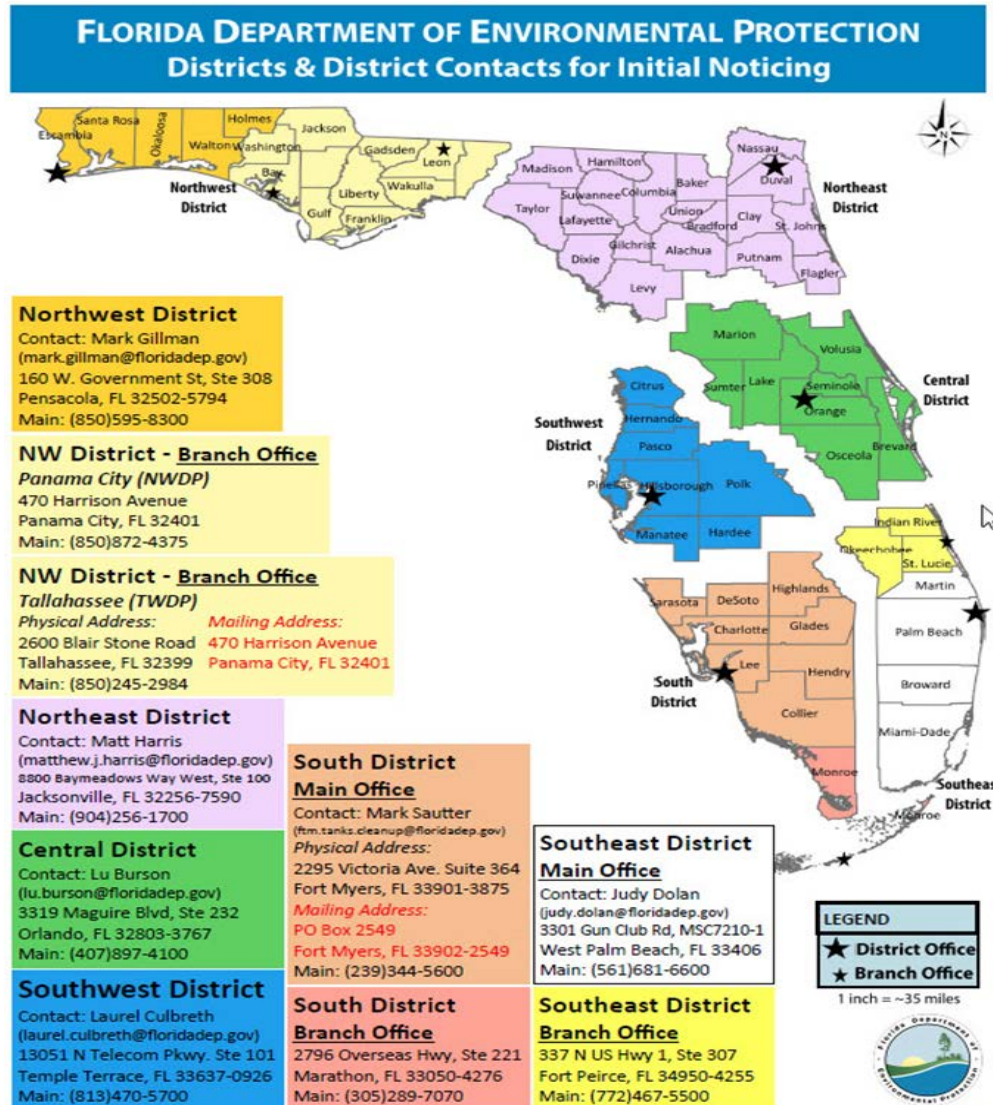 FLORIDA DEPARTMENT OF ENVIRONMENTAL PROTECTION
Districts & District Contacts for Initial Noticing
Escambia
Santa Rosa
Okaloosa
Walton
Holmes
Washington
Bay
Jackson
Gadsden
Leon
Liberty
Wakulla
Gulf
Franklin
Northwest
District
Madison
Hamilton
Taylor
Suwannee
Lafayette
Columbia
Baker
Nassau
Duval
Union
Bradford
Clay
St. Johns
Gilchrist
Alachua
Putnam
Dixie
Levy
Flagler
Northeast
District
N
Marion
Volusia
Sumter
Lake
Seminole
Orange
Osceola
Brevard
Central
District
Citrus
Hernando
Pasco
Pinellas
Hillsborough
Polk
Manatee
Hardee
Southwest
District
Indian River
Okeechobee
St. Lucie
Martin
Palm Beach
Broward
Miami-Dade
Southeast
District
Sarasota
DeSoto
Highlands
Charlotte
Glades
Lee
Hendry
Collier
Monroe
Monroe
South
District
Northwest District
Contact: Mark Gillman
(mark.gillman@floridadep.gov)
160 W. Government St, Ste 308
Pensacola, FL 32502-5794
Main: (850)595-8300
NW District - Branch Office
Panama City (NWDP)
470 Harrison Avenue
Panama City, FL 32401
Main: (850)872-4375
NW District - Branch Office
Tallahassee (TWDP)
Physical Address:
2600 Blair Stone Road
Tallahassee, FL 32399
Main: (850)245-2984
Mailing Address:
470 Harrison Avenue
Panama City, FL 32401
Northeast District
Contact: Matt Harris
(matthew.j.harris@floridadep.gov)
8800 Baymeadows Way West, Ste 100
Jacksonville, FL 32256-7590
Main: (904)256-1700
Central District
Contact: Lu Burson
(lu.burson@floridadep.gov)
3319 Maguire Blvd, Ste 232
Orlando, FL 32803-3767
Main: (407)897-4100
Southwest District
Contact: Laurel Culbreth
(laurel.culbreth@floridadep.gov)
13051 N Telecom Pkwy. Ste 101
Temple Terrace, FL 33637-0926
Main: (813)470-5700
South District
Main Office
Contact: Mark Sautter
(ftm.tanks.cleanup@floridadep.gov)
Physical Address:
2295 Victoria Ave. Suite 364
Fort Myers, FL 33901-3875
Mailing Address:
PO Box 2549
Fort Myers, FL 33902-2549
Main: (239)344-5600
South District
Branch Office
2796 Overseas Hwy, Ste 221
Marathon, FL 33050-4276
Main: (305)289-7070
Southeast District
Main Office
Contact: Judy Dolan
(judy.dolan@floridadep.gov)
3301 Gun Club Rd, MSC7210-1
West Palm Beach, FL 33406
Main: (561)681-6600
Southeast District
Branch Office
337 N US Hwy 1, Ste 307
Fort Peirce, FL 34950-4255
Main: (772)467-5500
LEGEND
District Office
Branch Office
1 inch = ~35 miles
Florida Department of
Environmental Protection